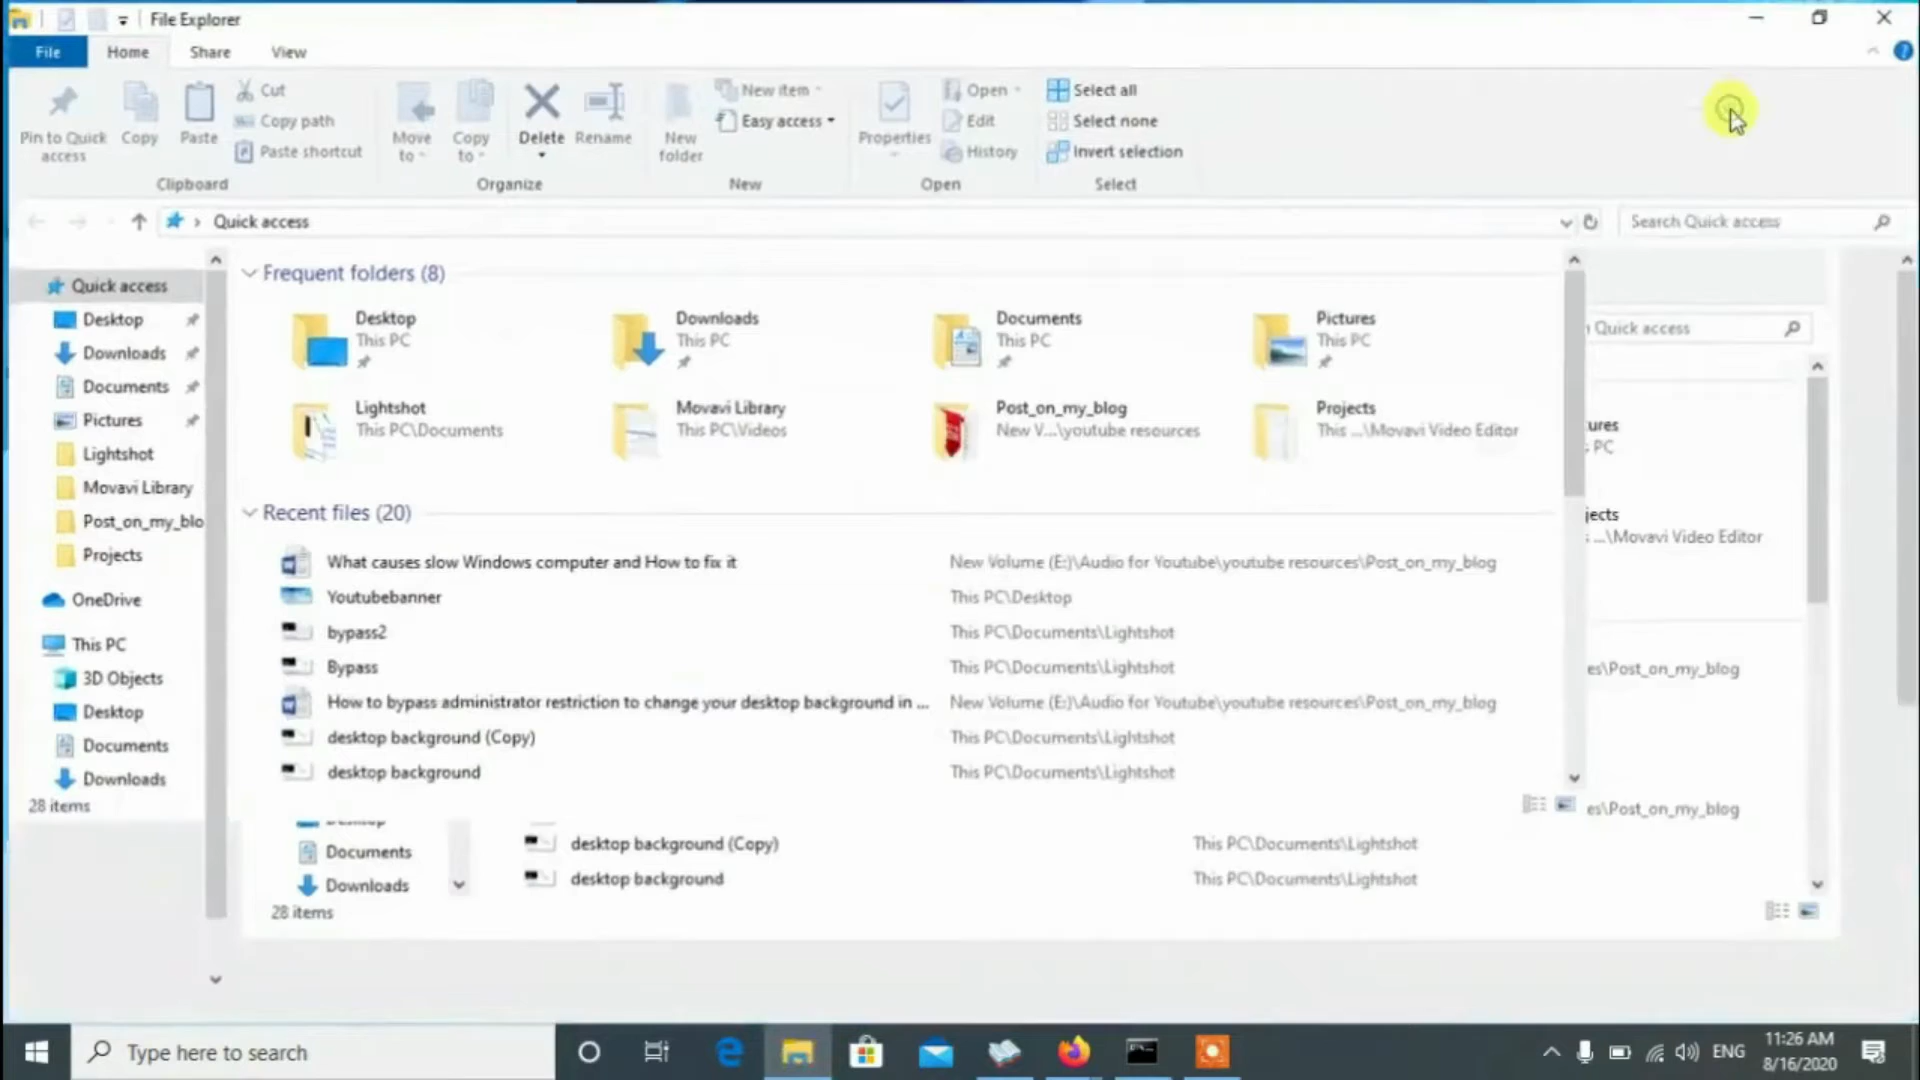 File Explorer
File Home Share View
Pin to Quick access
Copy
Paste
Cut
Copy path
Paste shortcut
Clipboard
Move to
Copy to
Delete
Rename
Organize
New folder
New item
Easy access
New
Properties
Open
Edit
History
Open
Select all
Select none
Invert selection
Select
Quick access
Search Quick access
Quick access
Desktop
Downloads
Documents
Pictures
Lightshot
Movavi Library
Post_on_my_blo
Projects
OneDrive
This PC
3D Objects
Desktop
Documents
Downloads
28 items
Frequent folders (8)
Desktop
This PC
Downloads
This PC
Documents
This PC
Pictures
This PC
Lightshot
This PC\Documents
Movavi Library
This PC\Videos
Post_on_my_blog
New V...\youtube resources
Projects
This ...\Movavi Video Editor
Recent files (20)
What causes slow Windows computer and How to fix it New Volume (E:)\Audio for Youtube\youtube resources\Post_on_my_blog
Youtubebanner This PC\Desktop
bypass2 This PC\Documents\Lightshot
Bypass This PC\Documents\Lightshot
How to bypass administrator restriction to change your desktop background in ... New Volume (E:)\Audio for Youtube\youtube resources\Post_on_my_blog
desktop background (Copy) This PC\Documents\Lightshot
desktop background This PC\Documents\Lightshot
Quick access
ures
PC
jects
...\Movavi Video Editor
es\Post_on_my_blog
es\Post_on_my_blog
Documents
Downloads
desktop background (Copy) This PC\Documents\Lightshot
desktop background This PC\Documents\Lightshot
28 items
Type here to search
ENG
11:26 AM
8/16/2020